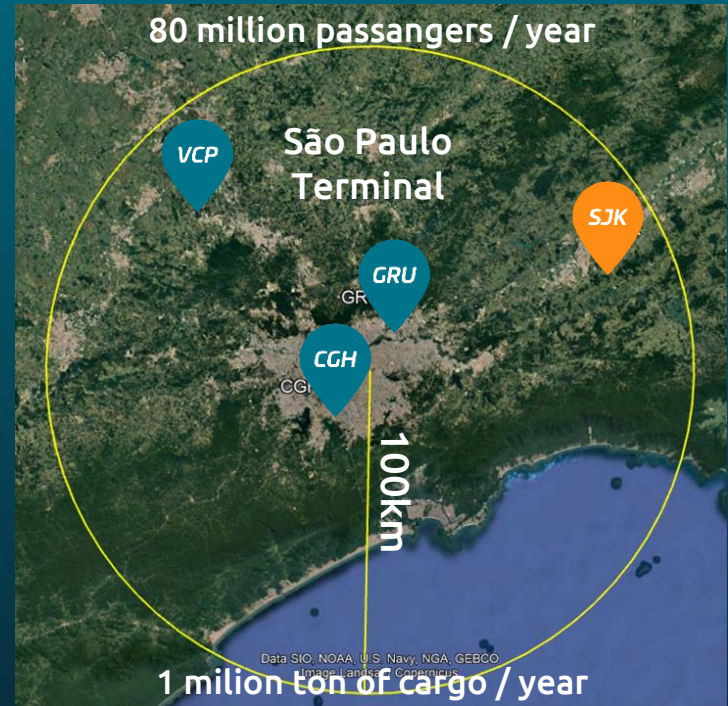 80 million passangers / year
São Paulo
Terminal
VCP
SJK
GRU
GR
CGH
CGH
100km
Data SIO, NOAA, U.S. Navy, NGA, GEBCO
Image Landsat / Copernicus
1 milion ton of cargo / year